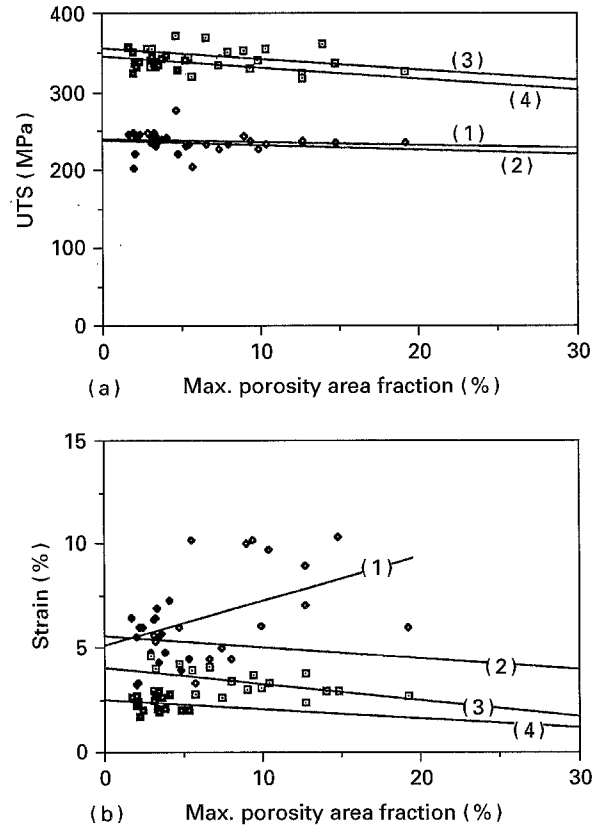 400
300
200
100
0
UTS (MPa)
(3)
(4)
(1)
(2)
0 10 20 30
(a) Max. porosity area fraction (%)
15
10
5
0
Strain (%)
(1)
(2)
(3)
(4)
0 10 20 30
(b) Max. porosity area fraction (%)